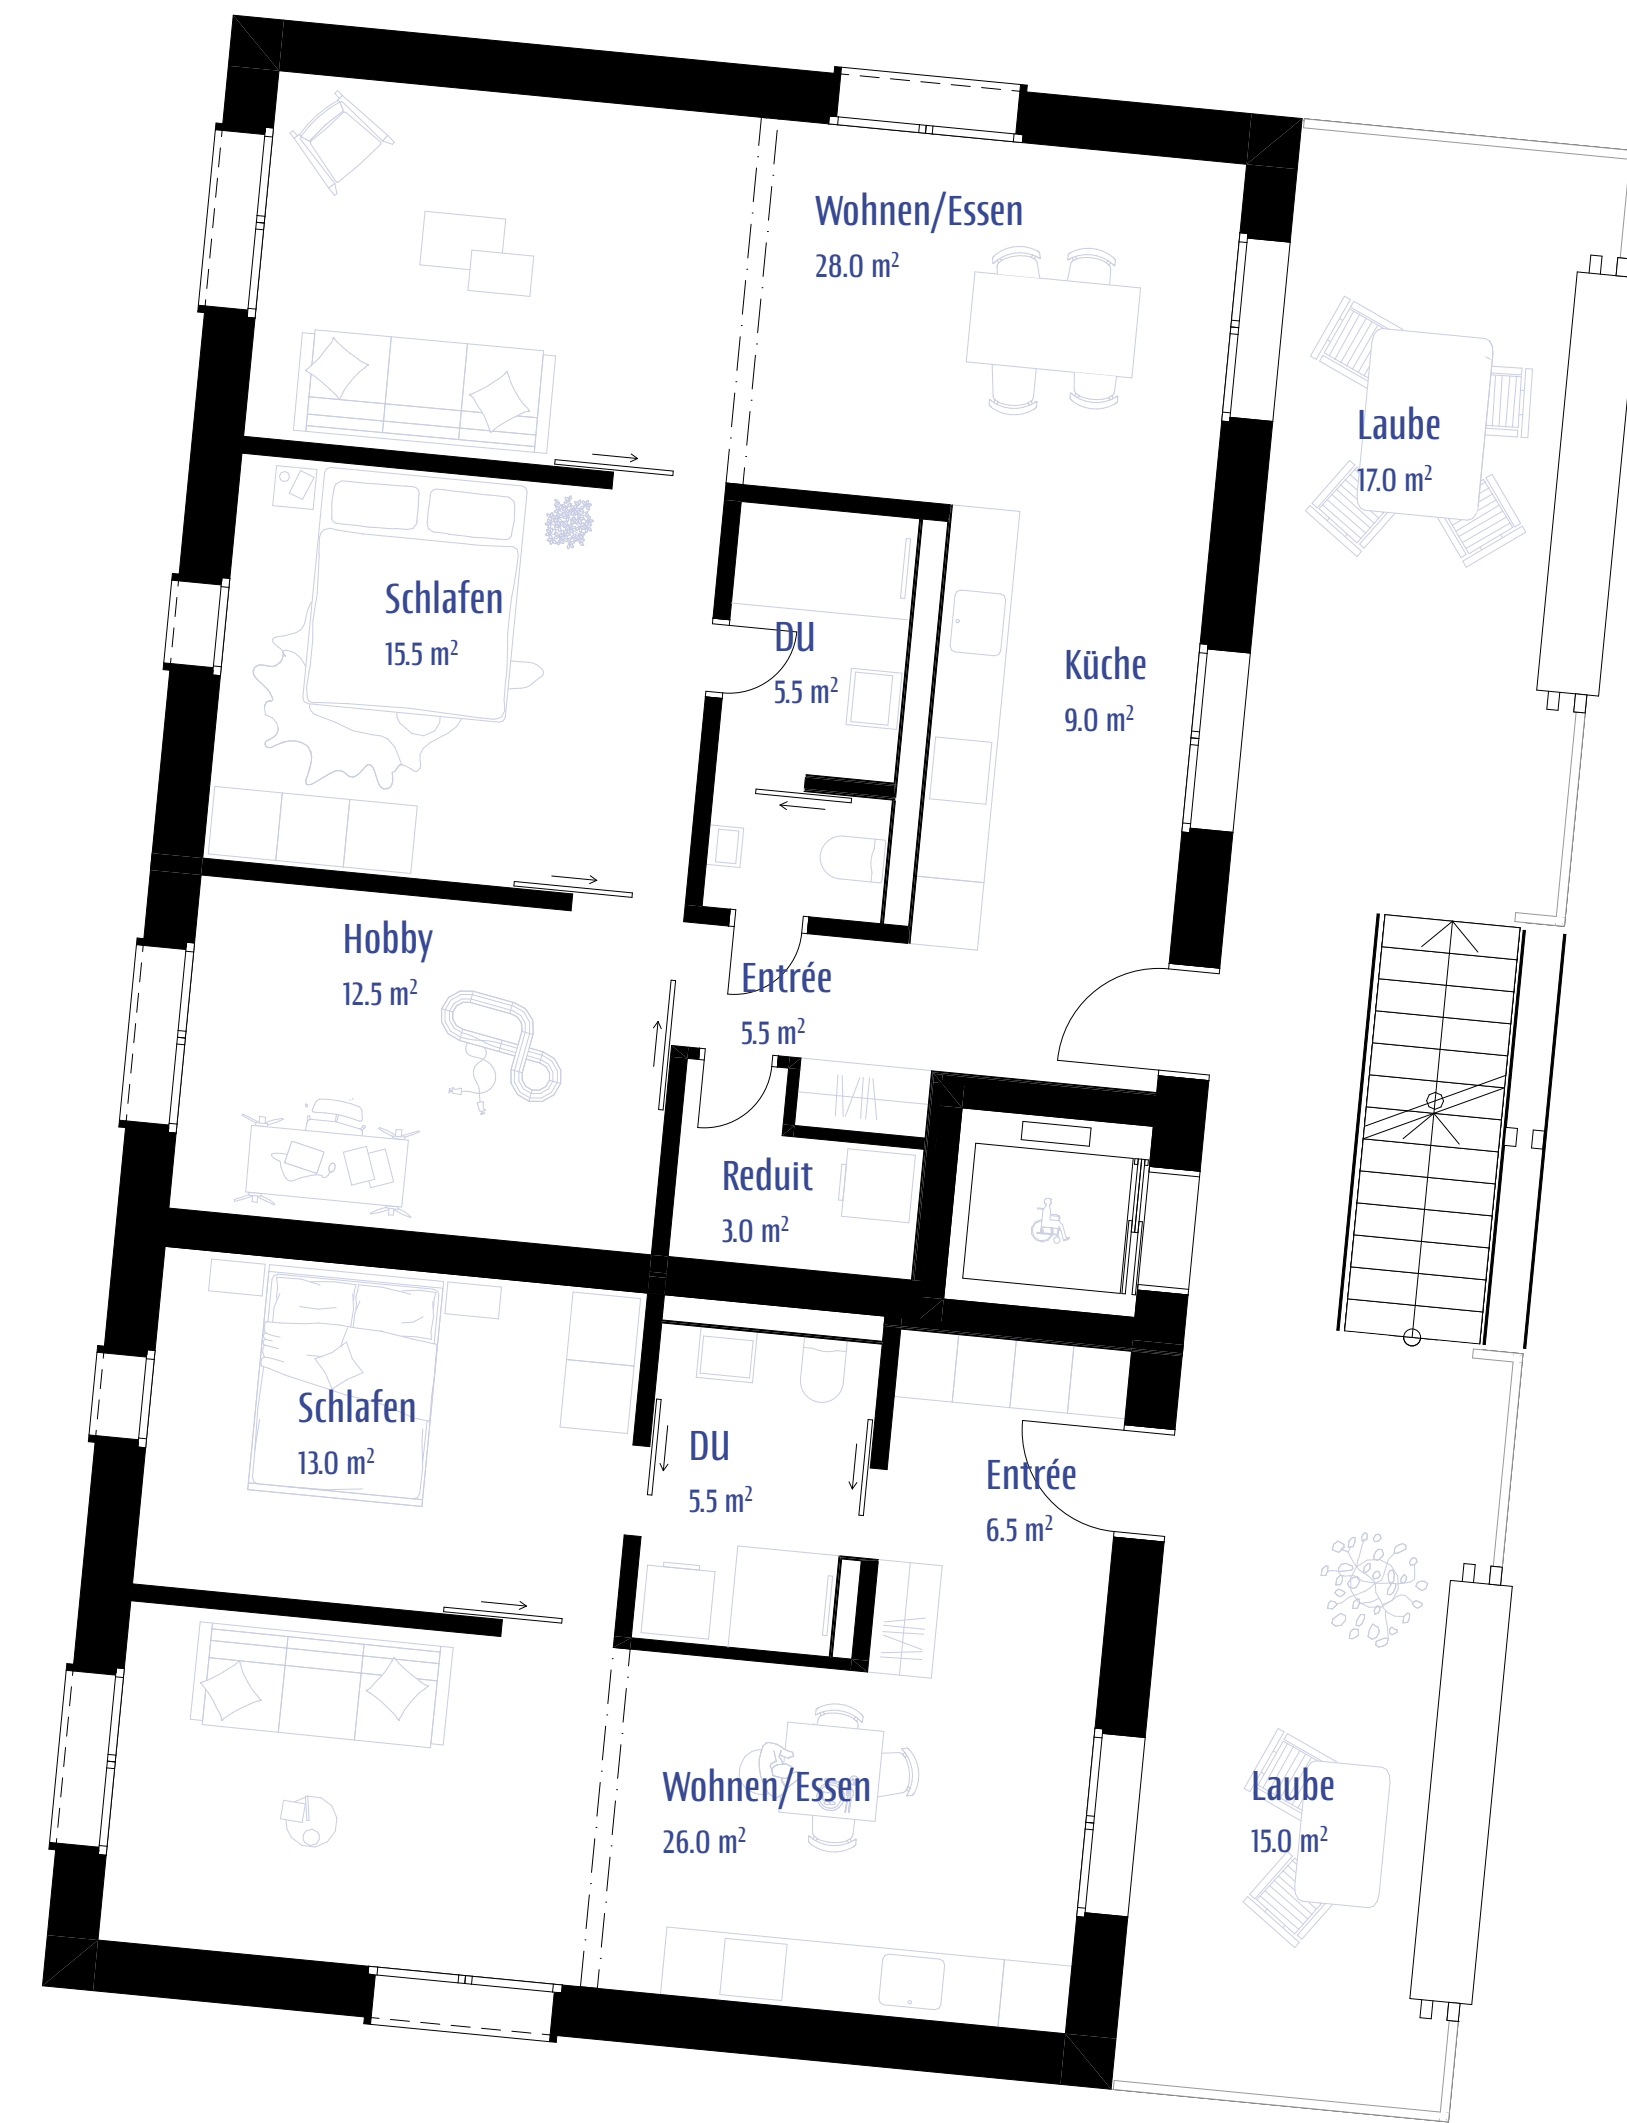 Wohnen/Essen
28.0 m²
Laube
17.0 m²
Schlafen
15.5 m²
DU
5.5 m²
Küche
9.0 m²
Hobby
12.5 m²
Entrée
5.5 m²
Reduit
3.0 m²
Schlafen
13.0 m²
DU
5.5 m²
Entrée
6.5 m²
Wohnen/Essen
26.0 m²
Laube
15.0 m²